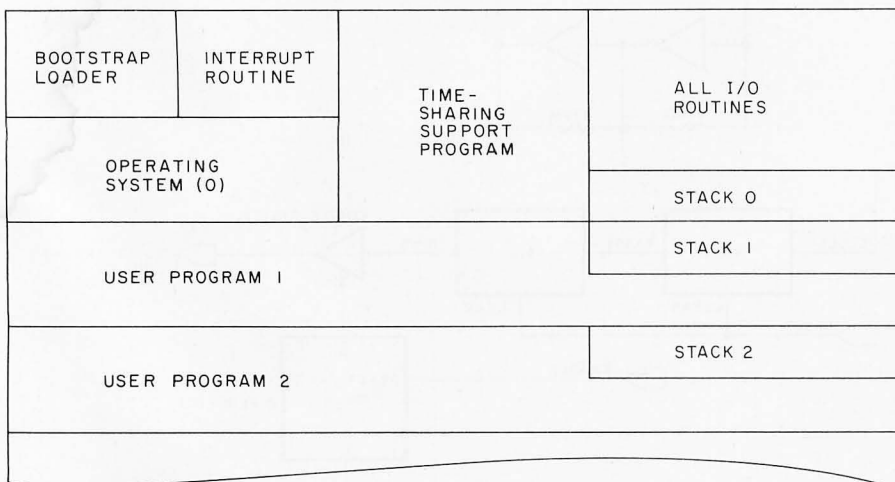 BOOTSTRAP
LOADER
INTERRUPT
ROUTINE
TIME-
SHARING
SUPPORT
PROGRAM
ALL I/O
ROUTINES
OPERATING
SYSTEM (0)
STACK 0
USER PROGRAM 1
STACK 1
USER PROGRAM 2
STACK 2